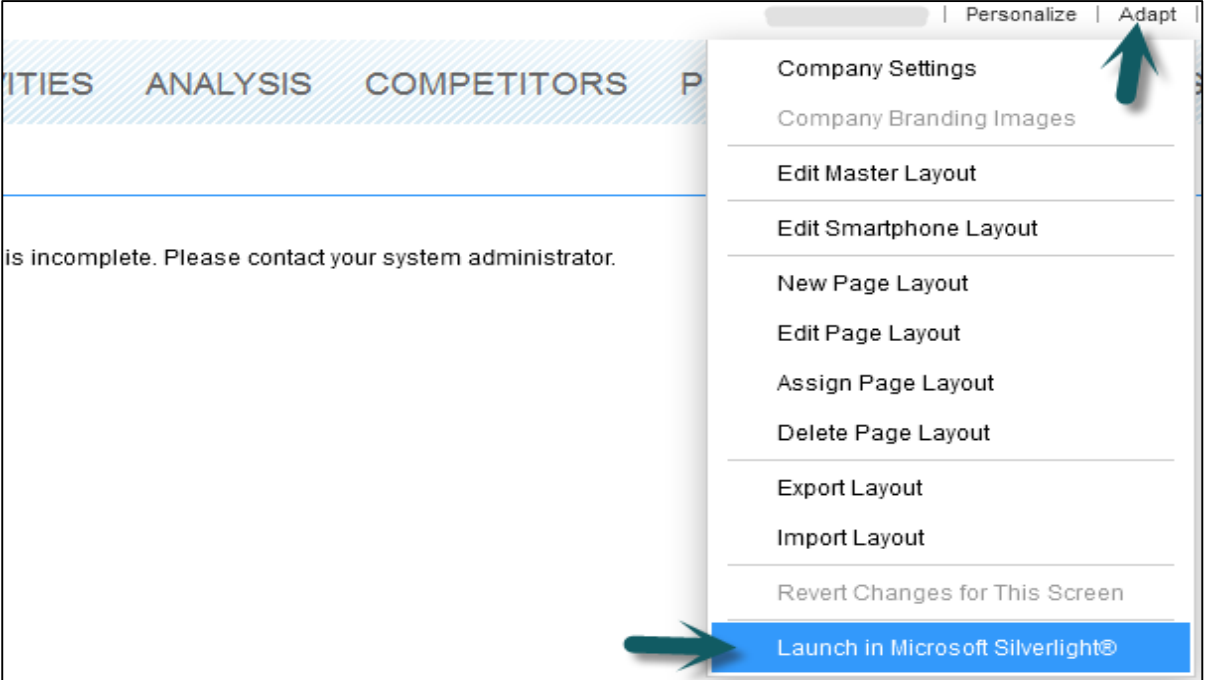 | Personalize | Adapt |
ITIES ANALYSIS COMPETITORS P
Company Settings
Company Branding Images
Edit Master Layout
Edit Smartphone Layout
is incomplete. Please contact your system administrator.
New Page Layout
Edit Page Layout
Assign Page Layout
Delete Page Layout
Export Layout
Import Layout
Revert Changes for This Screen
Launch in Microsoft Silverlight®